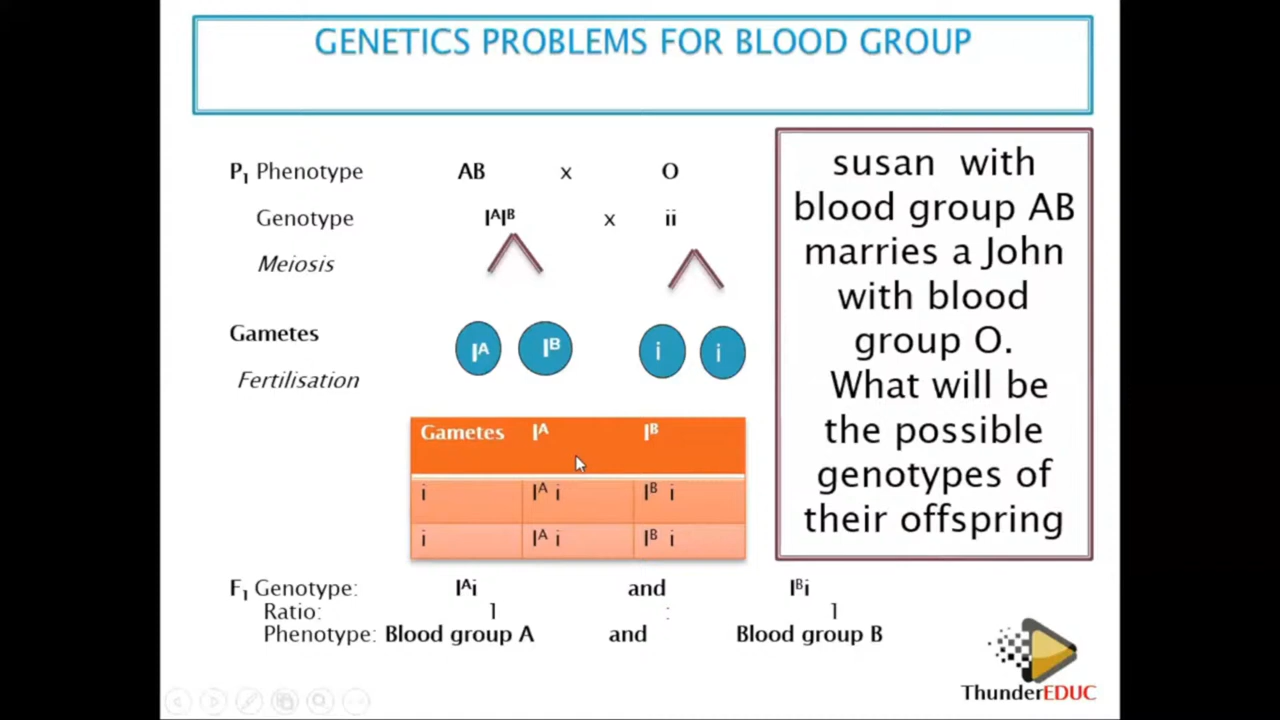 GENETICS PROBLEMS FOR BLOOD GROUP
P₁ Phenotype AB x O
Genotype IᴬIᴮ x ii
Meiosis
Gametes Iᴬ Iᴮ i i
Fertilisation
Gametes Iᴬ Iᴮ
i Iᴬ i Iᴮ i
i Iᴬ i Iᴮ i
F₁ Genotype: Iᴬi and Iᴮi
Ratio: 1 : 1
Phenotype: Blood group A and Blood group B
susan with
blood group AB
marries a John
with blood
group O.
What will be
the possible
genotypes of
their offspring
ThunderEDUC